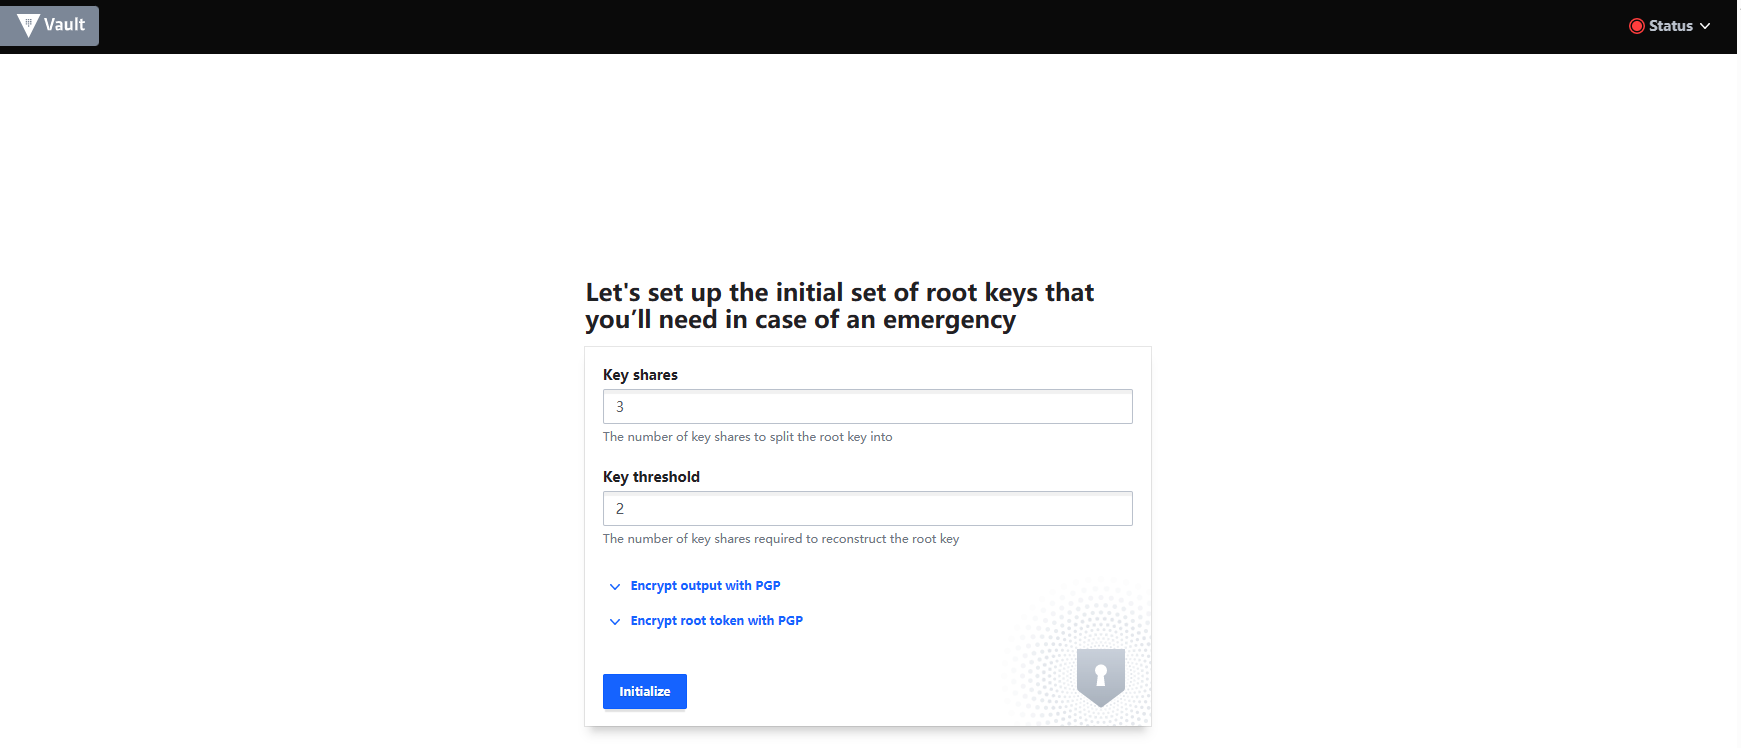 Vault
Status
Let's set up the initial set of root keys that
you’ll need in case of an emergency
Key shares
3
The number of key shares to split the root key into
Key threshold
2
The number of key shares required to reconstruct the root key
Encrypt output with PGP
Encrypt root token with PGP
Initialize